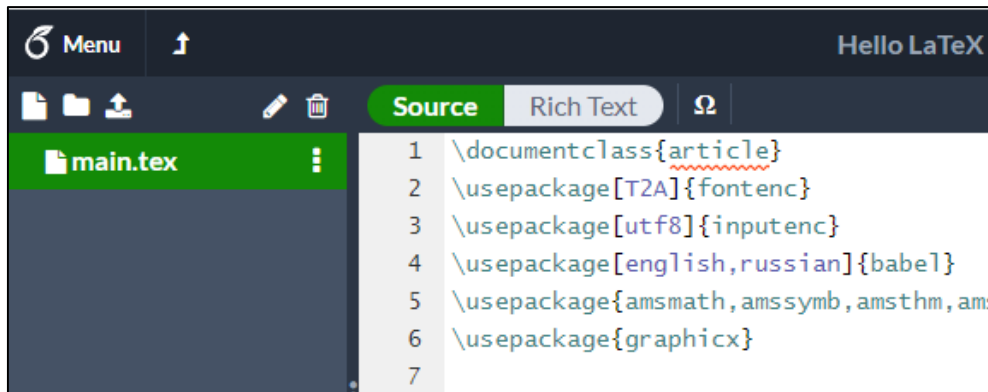 Menu
Hello LaTeX
Source Rich Text Ω
main.tex
1 \documentclass{article}
2 \usepackage[T2A]{fontenc}
3 \usepackage[utf8]{inputenc}
4 \usepackage[english,russian]{babel}
5 \usepackage{amsmath,amssymb,amsthm,ams
6 \usepackage{graphicx}
7